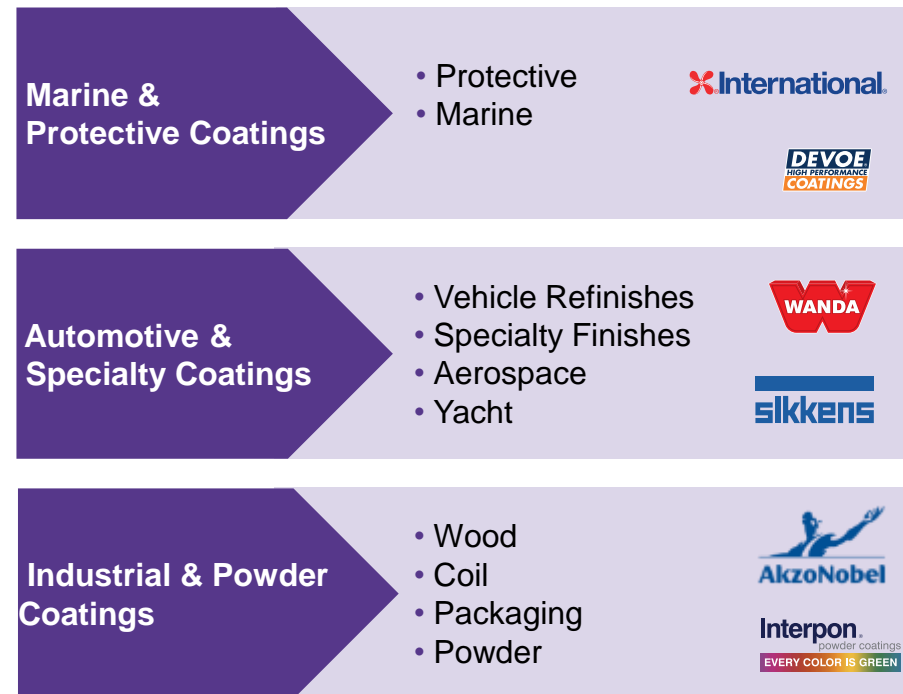 Marine &
Protective Coatings
• Protective
• Marine
International®
DEVOE
HIGH PERFORMANCE
COATINGS
Automotive &
Specialty Coatings
• Vehicle Refinishes
• Specialty Finishes
• Aerospace
• Yacht
WANDA
sikkens
Industrial & Powder
Coatings
• Wood
• Coil
• Packaging
• Powder
AkzoNobel
Interpon.
powder coatings
EVERY COLOR IS GREEN